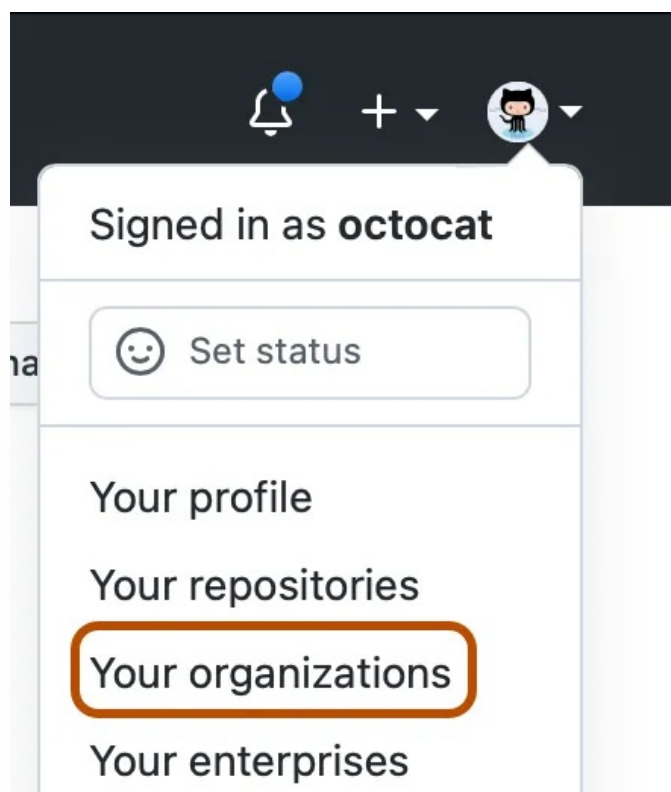 Signed in as octocat
Set status
Your profile
Your repositories
Your organizations
Your enterprises